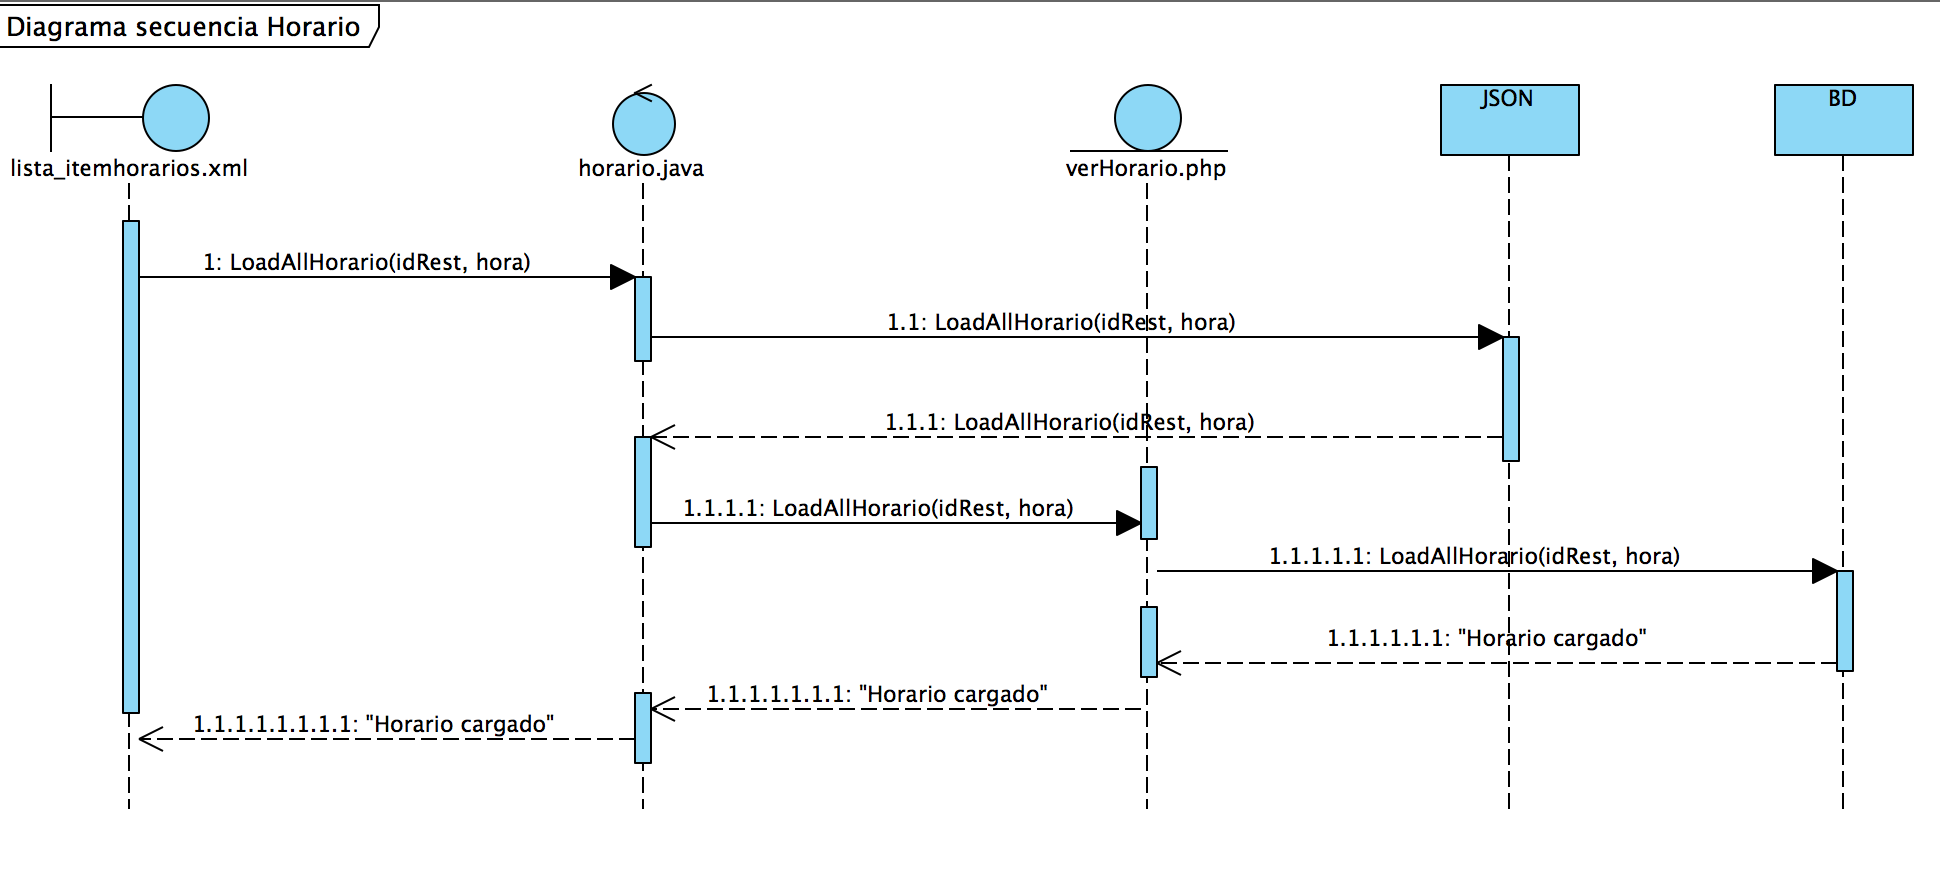 Diagrama secuencia Horario
JSON
BD
lista_itemhorarios.xml
horario.java
verHorario.php
1: LoadAllHorario(idRest, hora)
1.1: LoadAllHorario(idRest, hora)
1.1.1: LoadAllHorario(idRest, hora)
1.1.1.1: LoadAllHorario(idRest, hora)
1.1.1.1.1: LoadAllHorario(idRest, hora)
1.1.1.1.1.1: "Horario cargado"
1.1.1.1.1.1.1: "Horario cargado"
1.1.1.1.1.1.1.1: "Horario cargado"